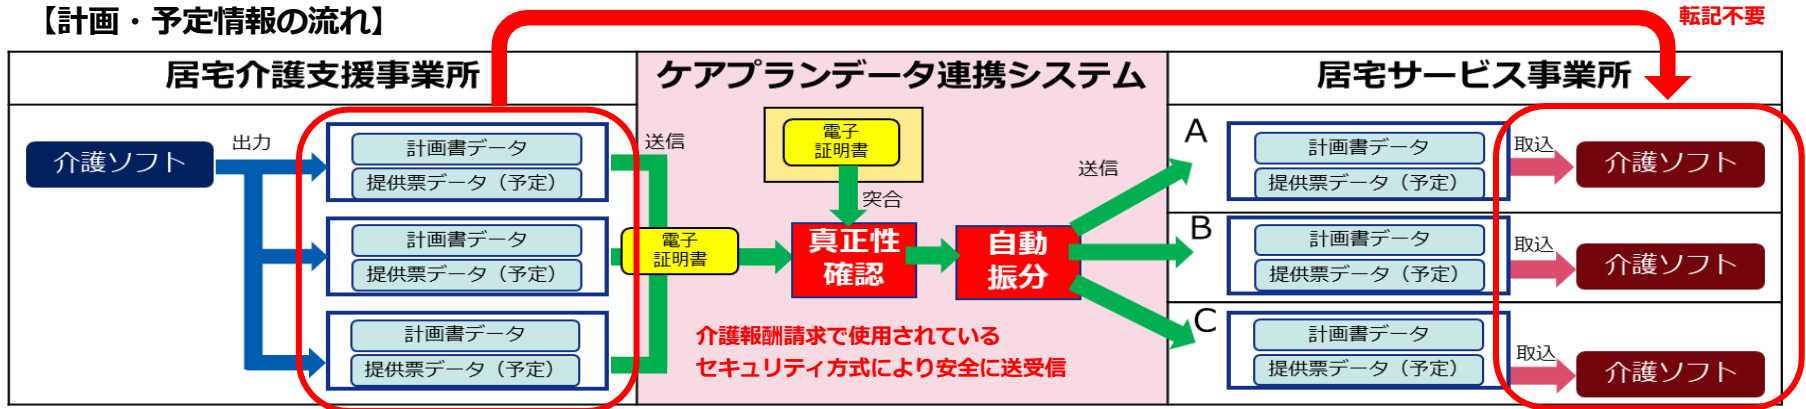 【計画・予定情報の流れ】
転記不要
居宅介護支援事業所
ケアプランデータ連携システム
居宅サービス事業所
介護ソフト
出力
計画書データ
提供票データ（予定）
計画書データ
提供票データ（予定）
計画書データ
提供票データ（予定）
送信
電子
証明書
電子
証明書
突合
真正性
確認
自動
振分
送信
介護報酬請求で使用されている
セキュリティ方式により安全に送受信
A
計画書データ
提供票データ（予定）
取込
介護ソフト
B
計画書データ
提供票データ（予定）
取込
介護ソフト
C
計画書データ
提供票データ（予定）
取込
介護ソフト